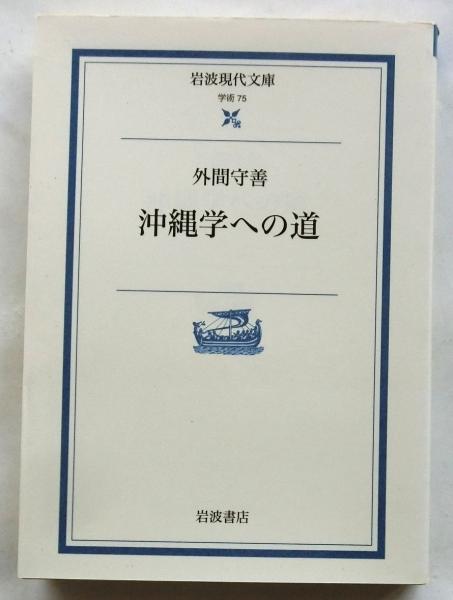 岩波現代文庫
学術 75
外間守善
沖縄学への道
岩波書店